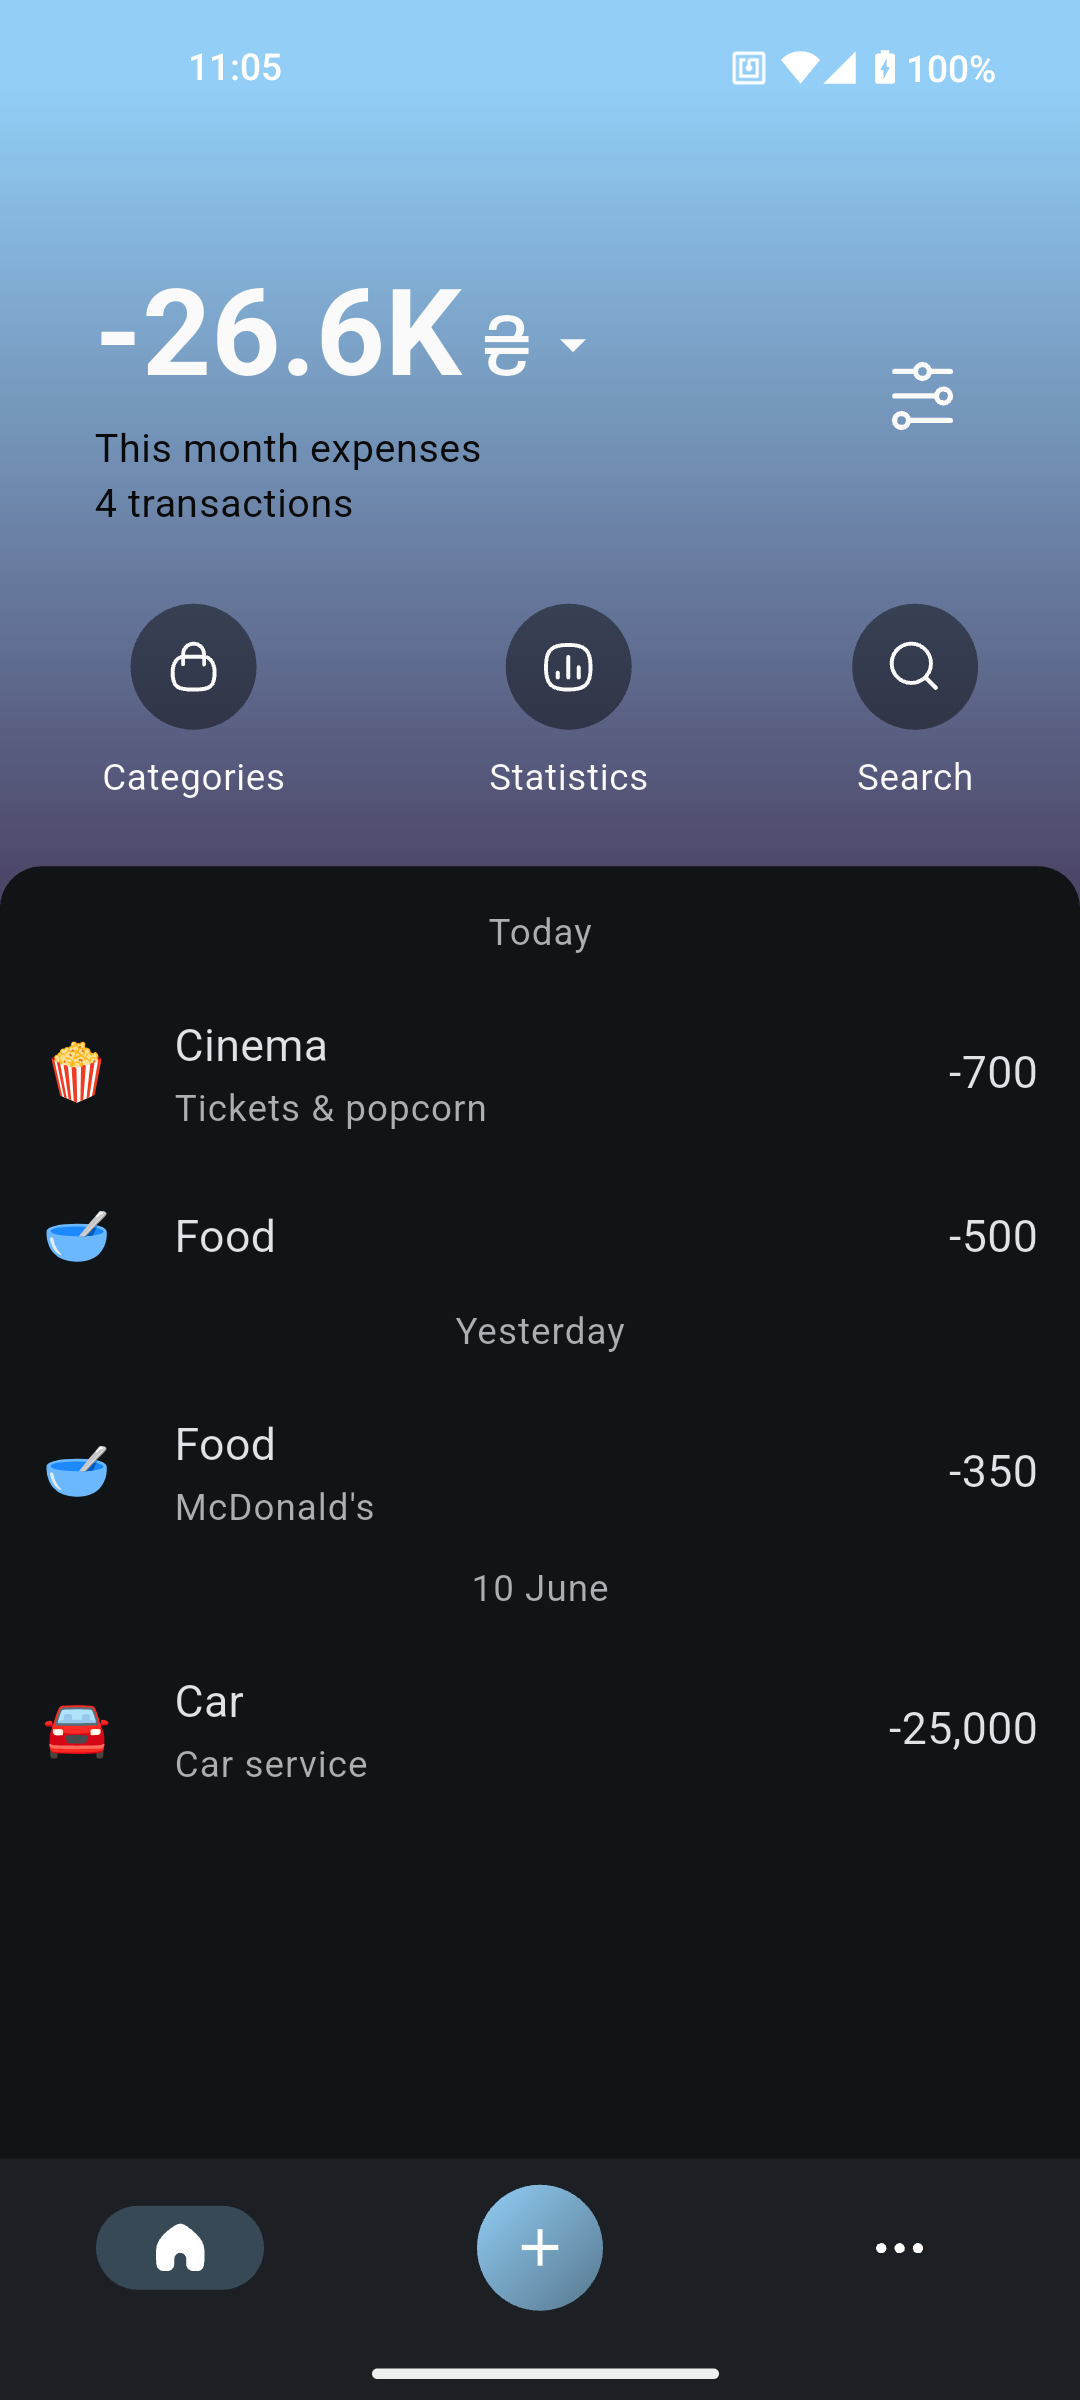 11:05
100%
-26.6K ₴
This month expenses
4 transactions
Categories
Statistics
Search
Today
Cinema
Tickets & popcorn
-700
Food
-500
Yesterday
Food
McDonald's
-350
10 June
Car
Car service
-25,000